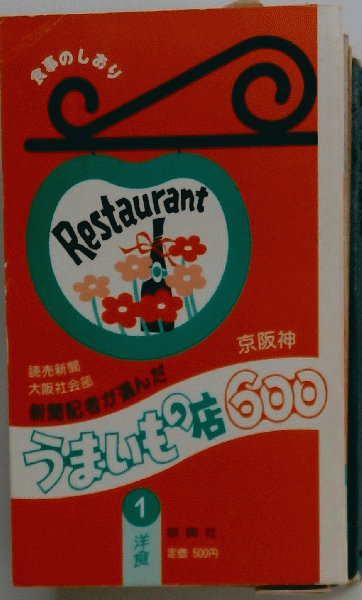 食事のしおり
Restaurant
京阪神
読売新聞
大阪社会部
新聞記者が選んだ
うまいもの店600
1
洋食
定価 500円